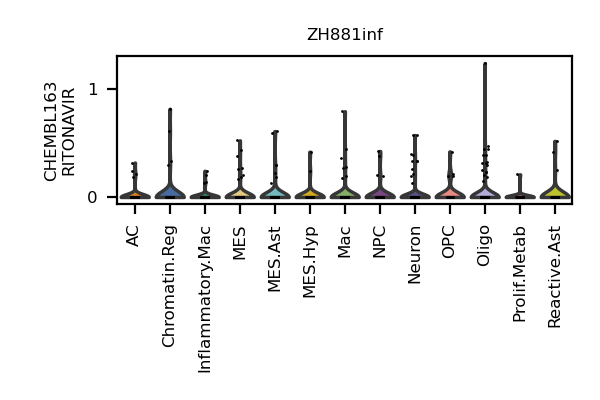 ZH881inf
CHEMBL163
RITONAVIR
1
0
AC
Chromatin.Reg
Inflammatory.Mac
MES
MES.Ast
MES.Hyp
Mac
NPC
Neuron
OPC
Oligo
Prolif.Metab
Reactive.Ast